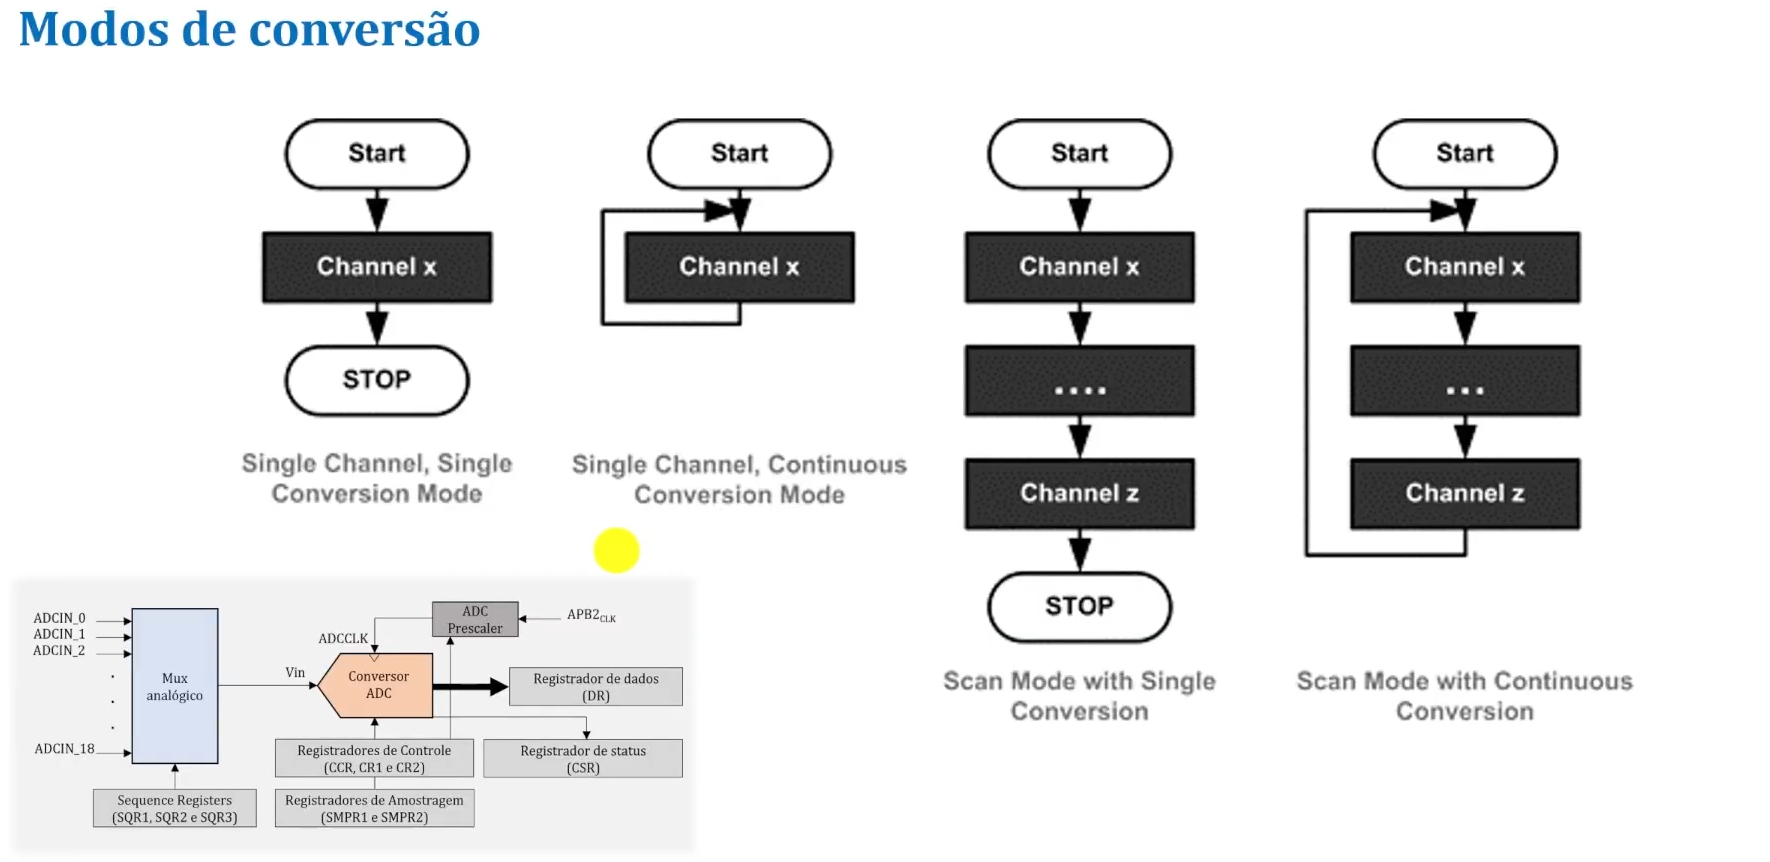 Modos de conversão
Start
Channel x
STOP
Single Channel, Single
Conversion Mode
Start
Channel x
Single Channel, Continuous
Conversion Mode
Start
Channel x
....
Channel z
STOP
Scan Mode with Single
Conversion
Start
Channel x
...
Channel z
Scan Mode with Continuous
Conversion
ADCIN_0
ADCIN_1
ADCIN_2
.
.
.
ADCIN_18
Mux
analógico
Sequence Registers
(SQR1, SQR2 e SQR3)
Vin
ADCCLK
ADC
Prescaler
APB2CLK
Conversor
ADC
Registrador de dados
(DR)
Registradores de Controle
(CCR, CR1 e CR2)
Registrador de status
(CSR)
Registradores de Amostragem
(SMPR1 e SMPR2)